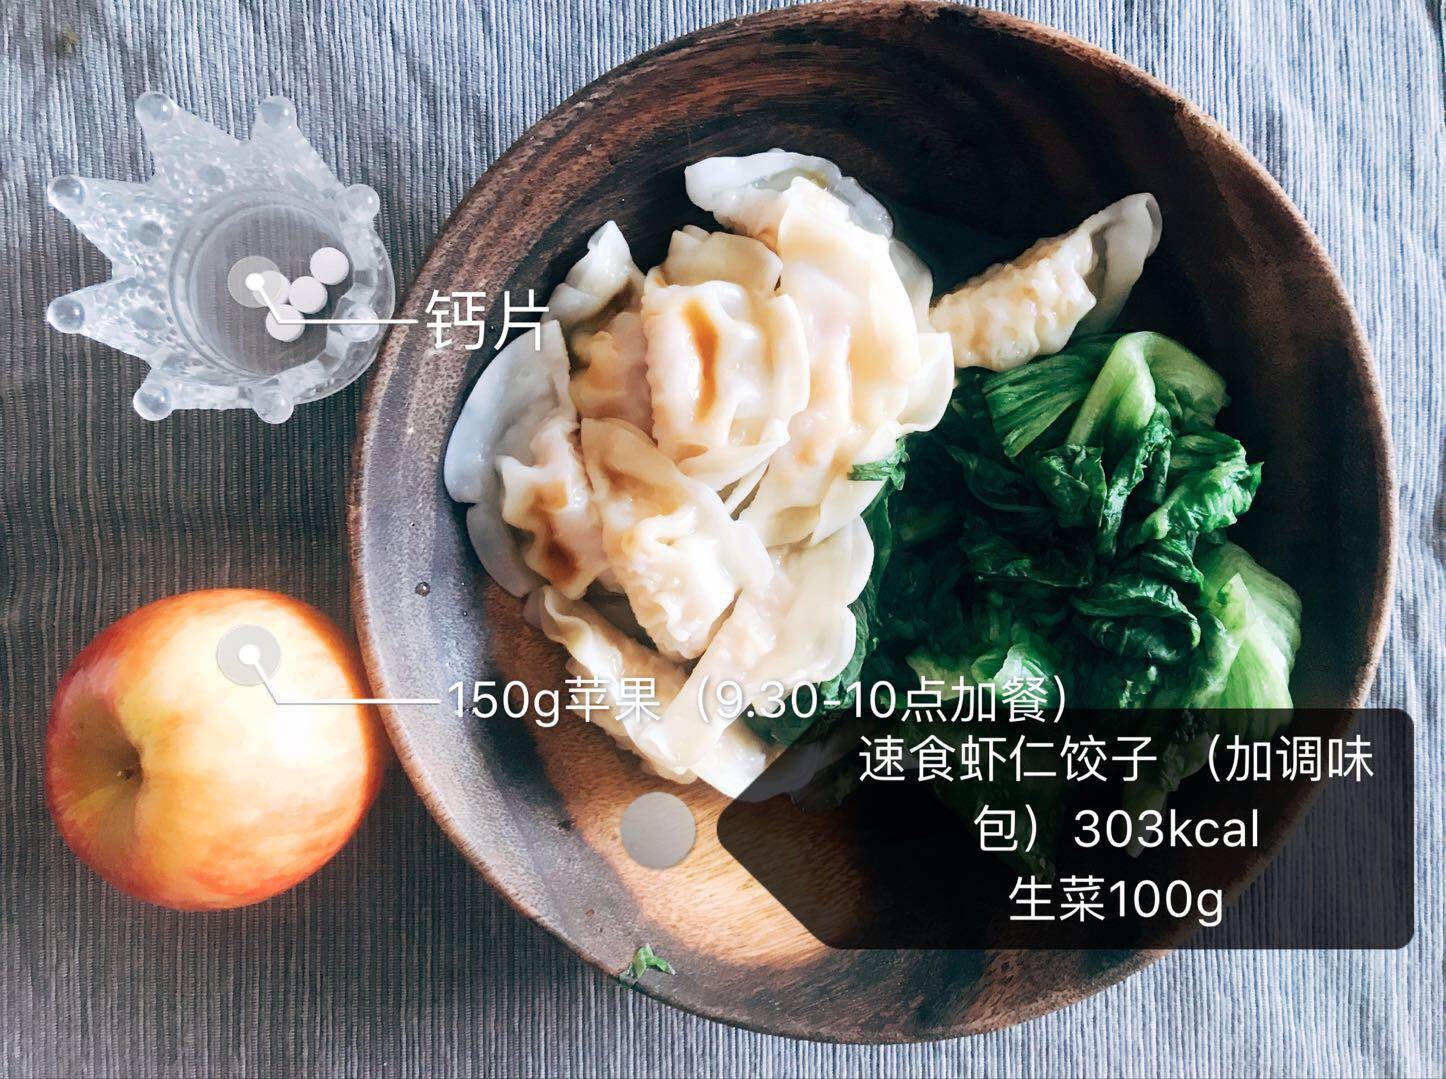 钙片
150g苹果（9.30-10点加餐）
速食虾仁饺子 （加调味
包）303kcal
生菜100g